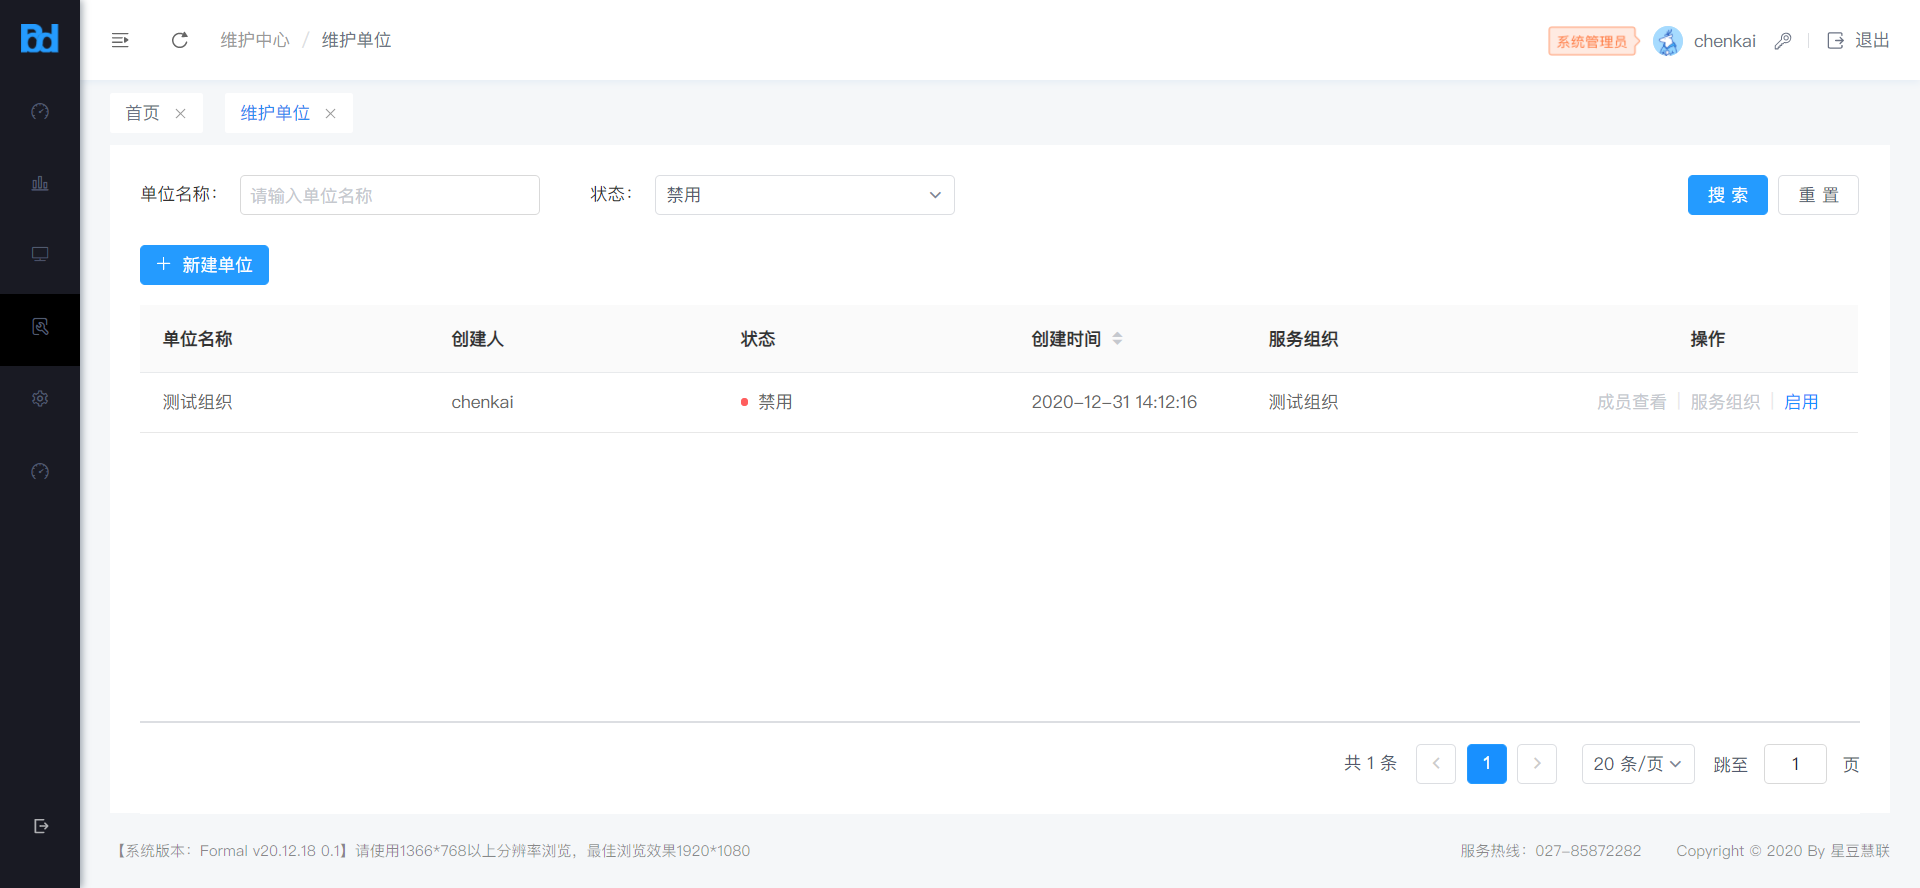 维护中心 / 维护单位
系统管理员 chenkai 退出
首页 维护单位
单位名称: 请输入单位名称 状态: 禁用 搜 索 重 置
新建单位
单位名称 创建人 状态 创建时间 服务组织 操作
测试组织 chenkai 禁用 2020-12-31 14:12:16 测试组织 成员查看 服务组织 启用
共 1 条 1 20 条/页 跳至 1 页
【系统版本：Formal v20.12.18 0.1】请使用1366*768以上分辨率浏览，最佳浏览效果1920*1080 服务热线：027-85872282 Copyright © 2020 By 星豆慧联